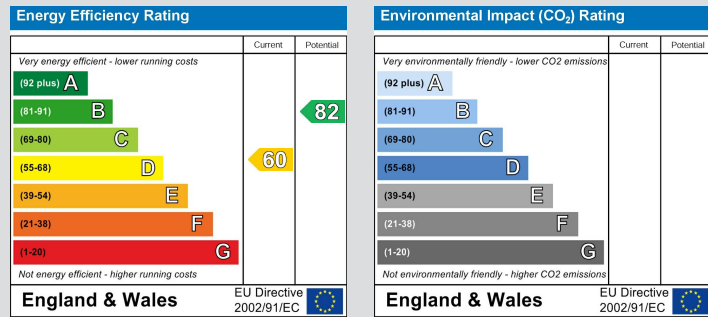 Energy Efficiency Rating
Current Potential
Very energy efficient - lower running costs
(92 plus) A
(81-91) B
82
(69-80) C
(55-68) D
60
(39-54) E
(21-38) F
(1-20) G
Not energy efficient - higher running costs
England & Wales
EU Directive
2002/91/EC
Environmental Impact (CO₂) Rating
Current Potential
Very environmentally friendly - lower CO2 emissions
(92 plus) A
(81-91) B
(69-80) C
(55-68) D
(39-54) E
(21-38) F
(1-20) G
Not environmentally friendly - higher CO2 emissions
England & Wales
EU Directive
2002/91/EC